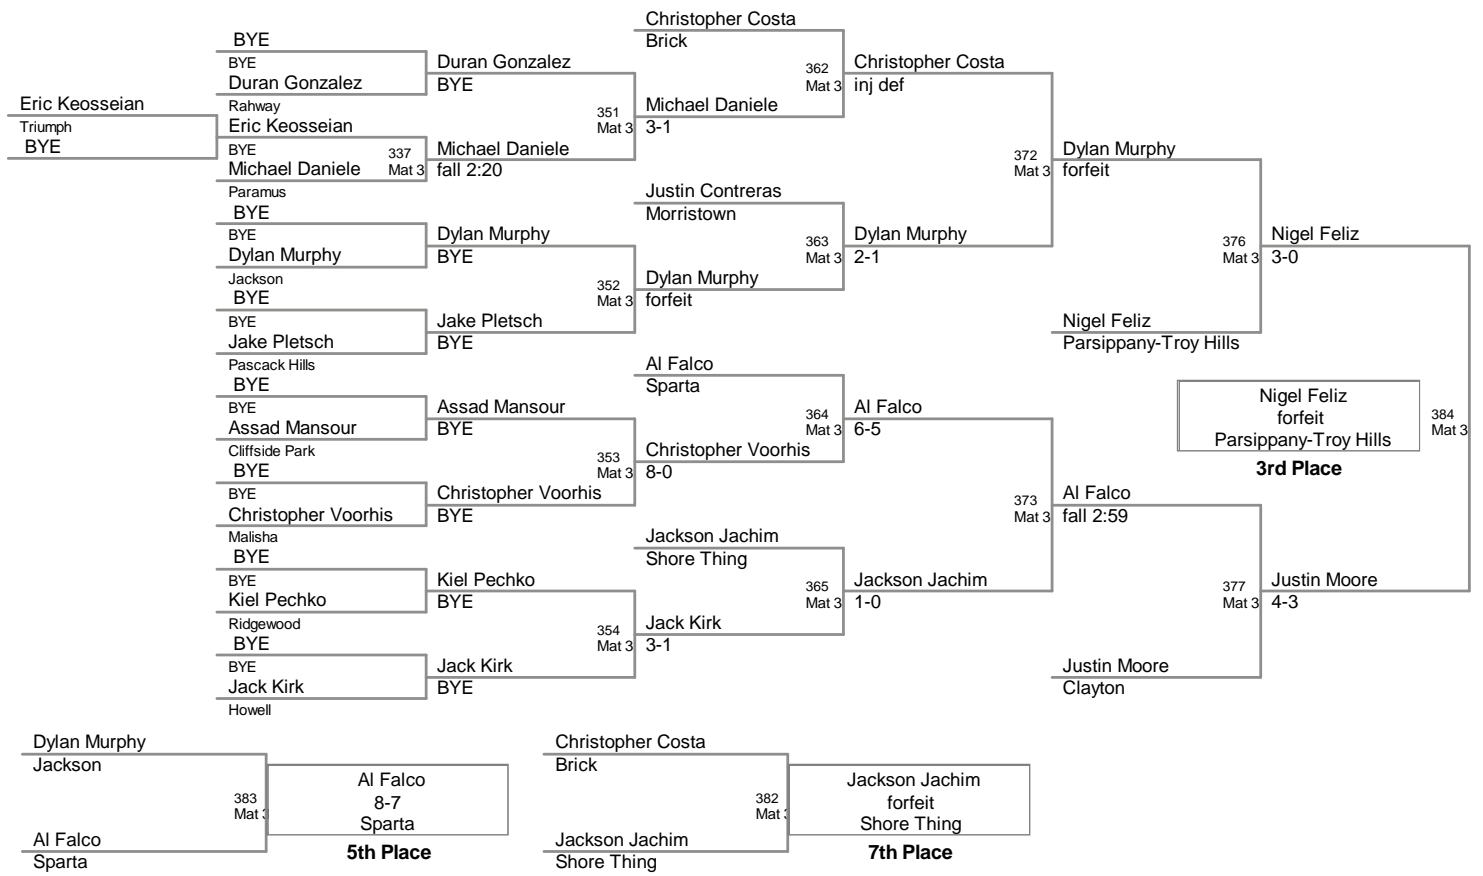 Christopher Costa
Brick
BYE
BYE
Duran Gonzalez
Rahway
Duran Gonzalez
BYE
362
Mat 3
Christopher Costa
inj def
Eric Keosseian
Triumph
BYE
Eric Keosseian
BYE
Michael Daniele
Paramus
337
Mat 3
Michael Daniele
fall 2:20
351
Mat 3
Michael Daniele
3-1
372
Mat 3
Dylan Murphy
forfeit
BYE
BYE
Dylan Murphy
Jackson
Dylan Murphy
BYE
Justin Contreras
Morristown
363
Mat 3
Dylan Murphy
2-1
376
Mat 3
Nigel Feliz
3-0
352
Mat 3
Dylan Murphy
forfeit
BYE
BYE
Jake Pletsch
Pascack Hills
Jake Pletsch
BYE
Nigel Feliz
Parsippany-Troy Hills
Al Falco
Sparta
BYE
BYE
Assad Mansour
Cliffside Park
Assad Mansour
BYE
364
Mat 3
Al Falco
6-5
Nigel Feliz
forfeit
Parsippany-Troy Hills
3rd Place
384
Mat 3
353
Mat 3
Christopher Voorhis
8-0
BYE
BYE
Christopher Voorhis
Malisha
Christopher Voorhis
BYE
373
Mat 3
Al Falco
fall 2:59
Jackson Jachim
Shore Thing
BYE
BYE
Kiel Pechko
Ridgewood
Kiel Pechko
BYE
365
Mat 3
Jackson Jachim
1-0
377
Mat 3
Justin Moore
4-3
354
Mat 3
Jack Kirk
3-1
BYE
BYE
Jack Kirk
Howell
Jack Kirk
BYE
Justin Moore
Clayton
Dylan Murphy
Jackson
383
Mat 3
Al Falco
Sparta
Al Falco
8-7
Sparta
5th Place
Christopher Costa
Brick
382
Mat 3
Jackson Jachim
Shore Thing
Jackson Jachim
forfeit
Shore Thing
7th Place